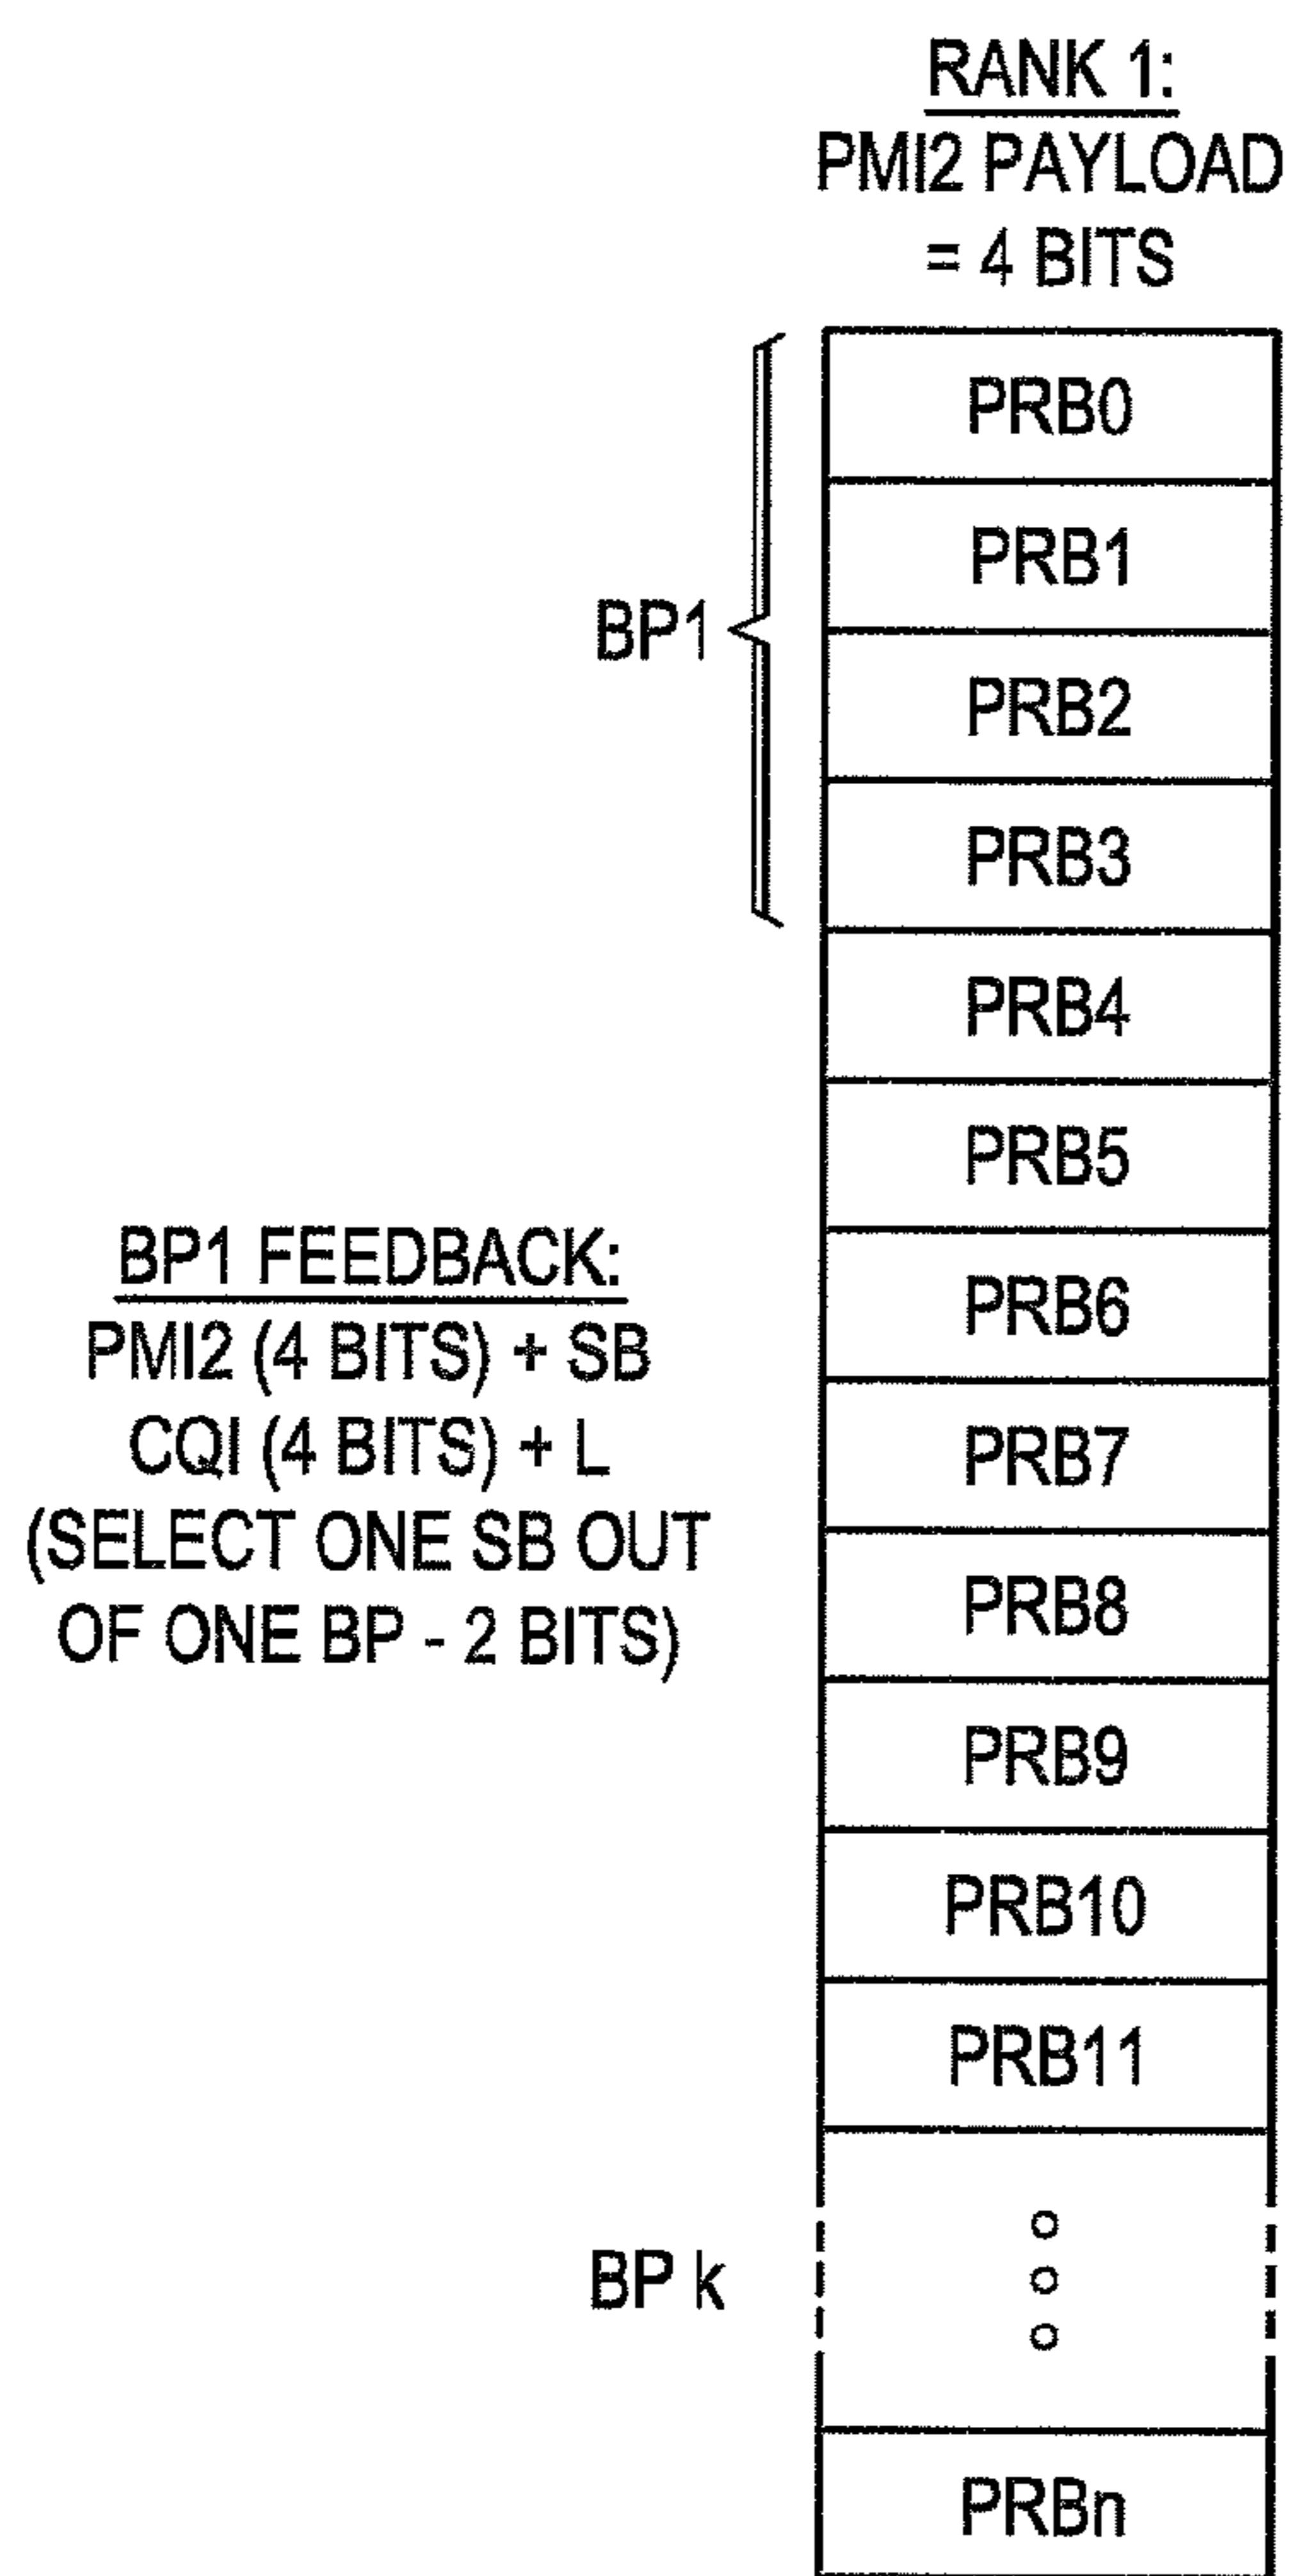 RANK 1:
PMI2 PAYLOAD
= 4 BITS
PRB0
PRB1
BP1
PRB2
PRB3
PRB4
PRB5
BP1 FEEDBACK:
PMI2 (4 BITS) + SB
CQI (4 BITS) + L
(SELECT ONE SB OUT
OF ONE BP - 2 BITS)
PRB6
PRB7
PRB8
PRB9
PRB10
PRB11
BP k
PRBn